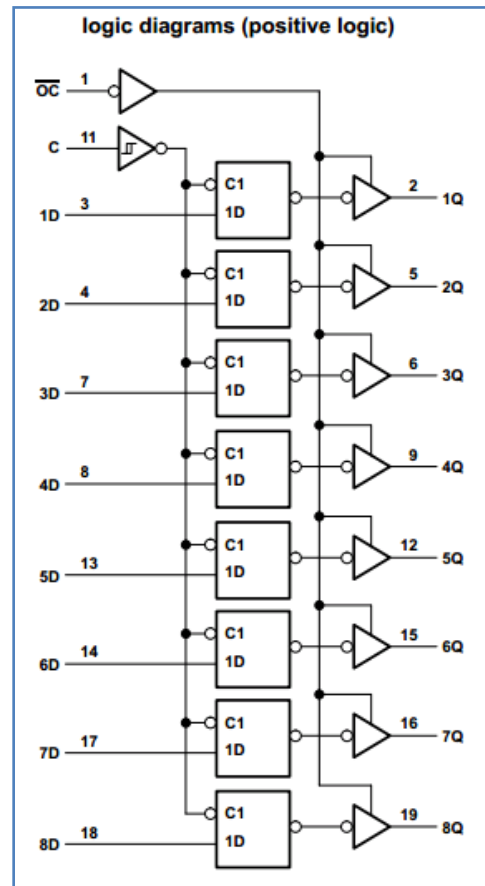 logic diagrams (positive logic)
OC 1
C 11
C1
1D 3 1D 2 1Q
C1
2D 4 1D 5 2Q
C1
3D 7 1D 6 3Q
C1
4D 8 1D 9 4Q
C1
5D 13 1D 12 5Q
C1
6D 14 1D 15 6Q
C1
7D 17 1D 16 7Q
C1
8D 18 1D 19 8Q